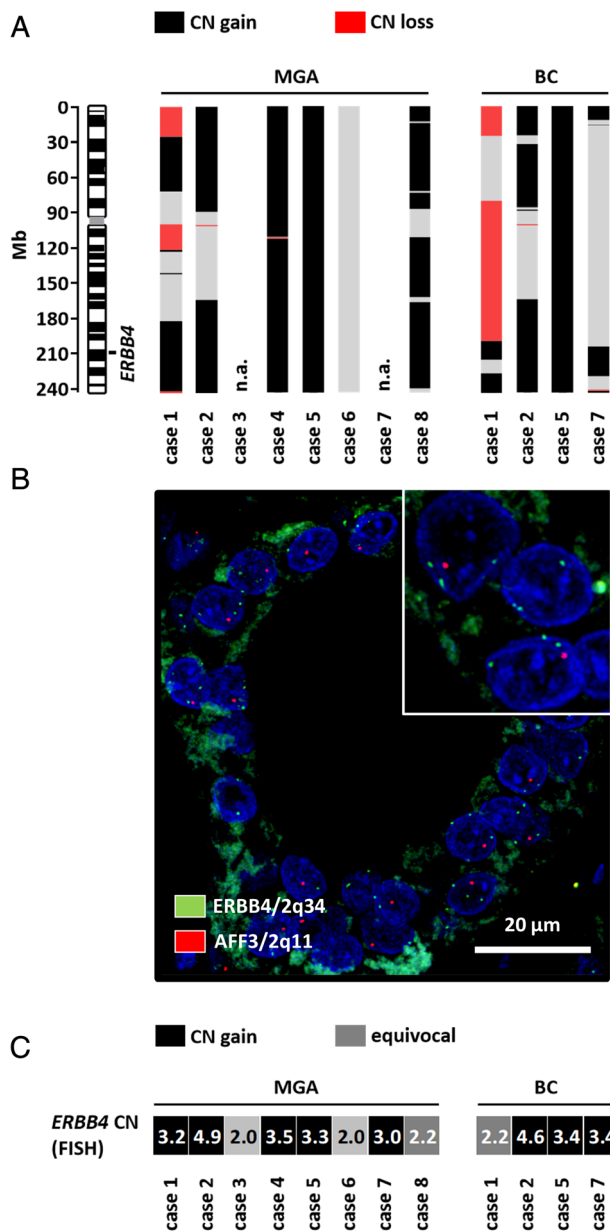 A
CN gain CN loss
MGA BC
0
30
60
90
120
150
180
210
240
Mb
ERBB4
n.a.
n.a.
case 1 case 2 case 3 case 4 case 5 case 6 case 7 case 8 case 1 case 2 case 5 case 7
B
ERBB4/2q34
AFF3/2q11
20 µm
C
CN gain equivocal
MGA BC
ERBB4 CN
(FISH)
3.2 4.9 2.0 3.5 3.3 2.0 3.0 2.2 2.2 4.6 3.4 3.4
case 1 case 2 case 3 case 4 case 5 case 6 case 7 case 8 case 1 case 2 case 5 case 7